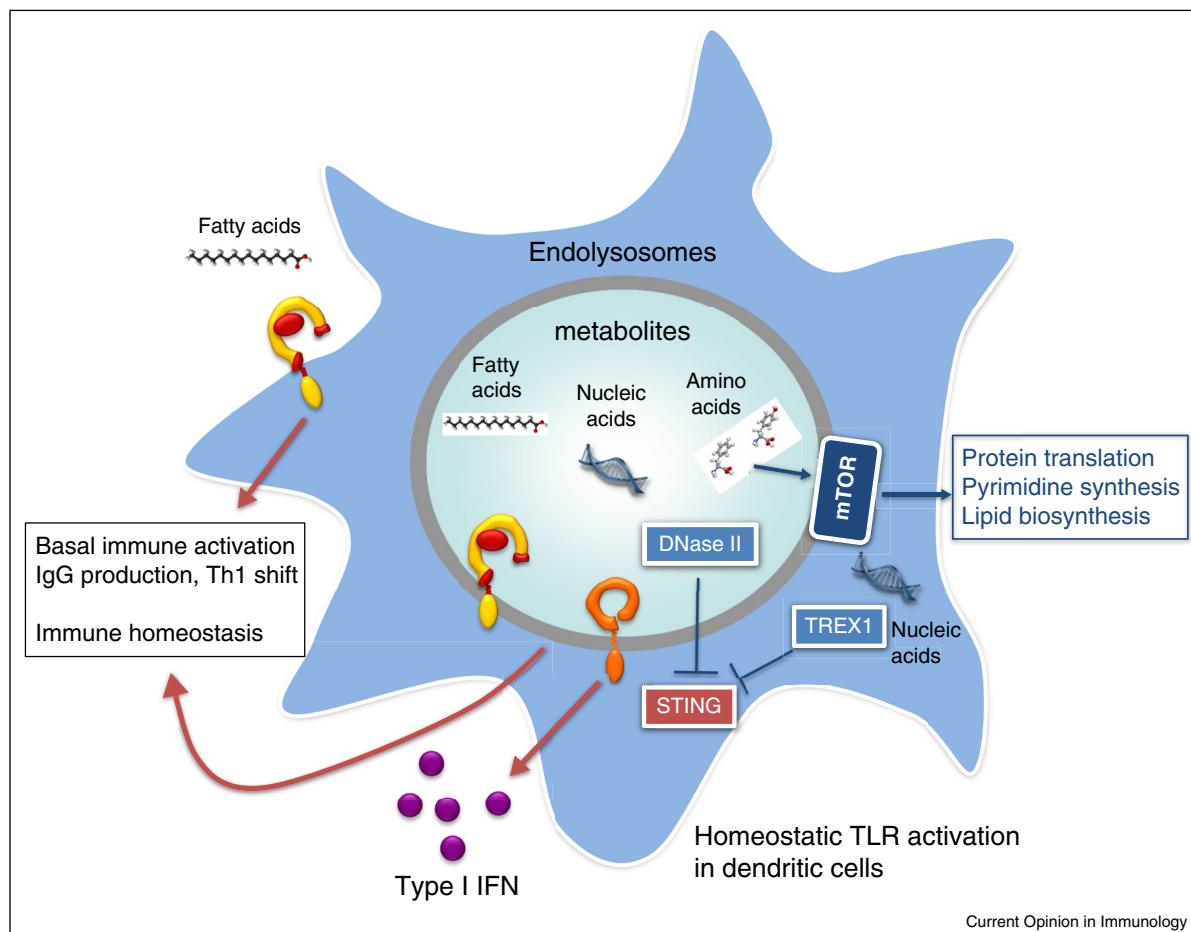 Fatty acids
Endolysosomes
metabolites
Fatty
acids
Nucleic
acids
Amino
acids
mTOR
Protein translation
Pyrimidine synthesis
Lipid biosynthesis
DNase II
Basal immune activation
IgG production, Th1 shift
Immune homeostasis
TREX1
Nucleic
acids
STING
Type I IFN
Homeostatic TLR activation
in dendritic cells
Current Opinion in Immunology